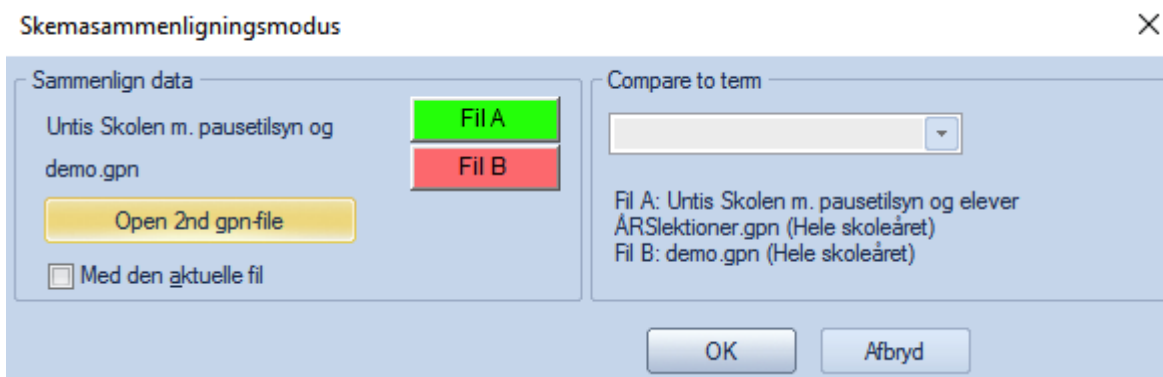 Skemasammenligningsmodus
Sammenlign data
Untis Skolen m. pausetilsyn og
demo.gpn
Fil A
Fil B
Open 2nd gpn-file
Med den aktuelle fil
Compare to term
Fil A: Untis Skolen m. pausetilsyn og elever
ÅRSlektioner.gpn (Hele skoleåret)
Fil B: demo.gpn (Hele skoleåret)
OK
Afbryd